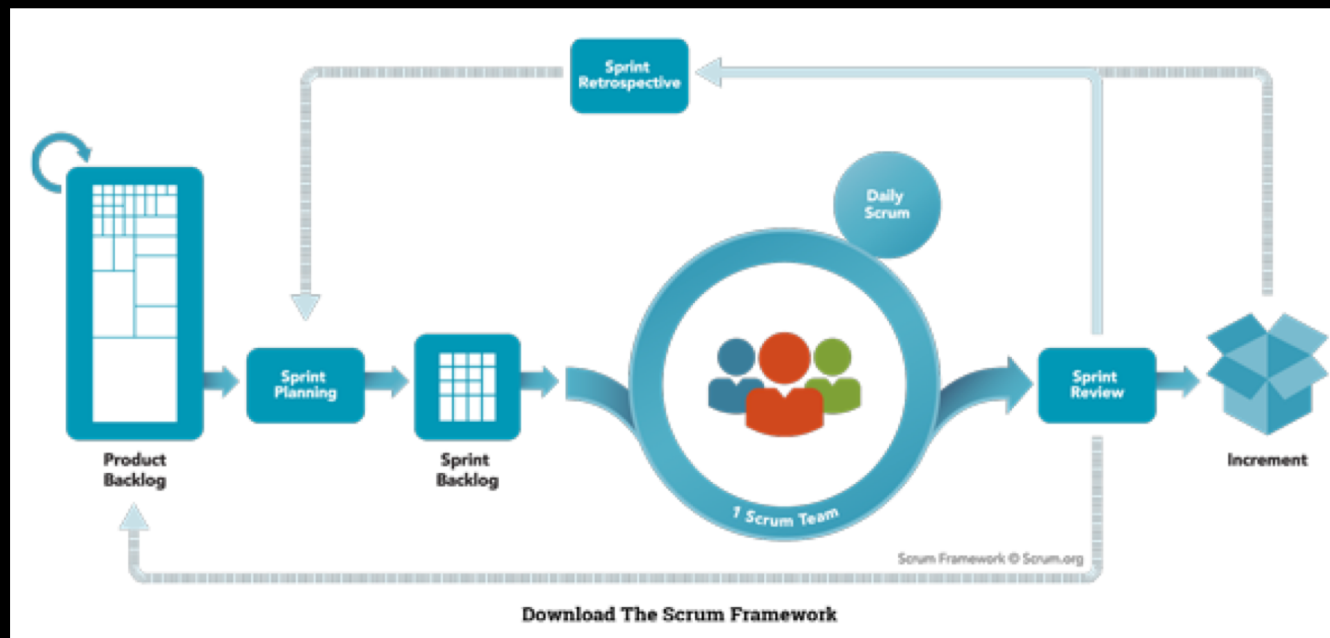 Sprint
Retrospective
Daily
Scrum
Sprint
Planning
Sprint
Review
Product
Backlog
Sprint
Backlog
1 Scrum Team
Increment
Scrum Framework © Scrum.org
Download The Scrum Framework